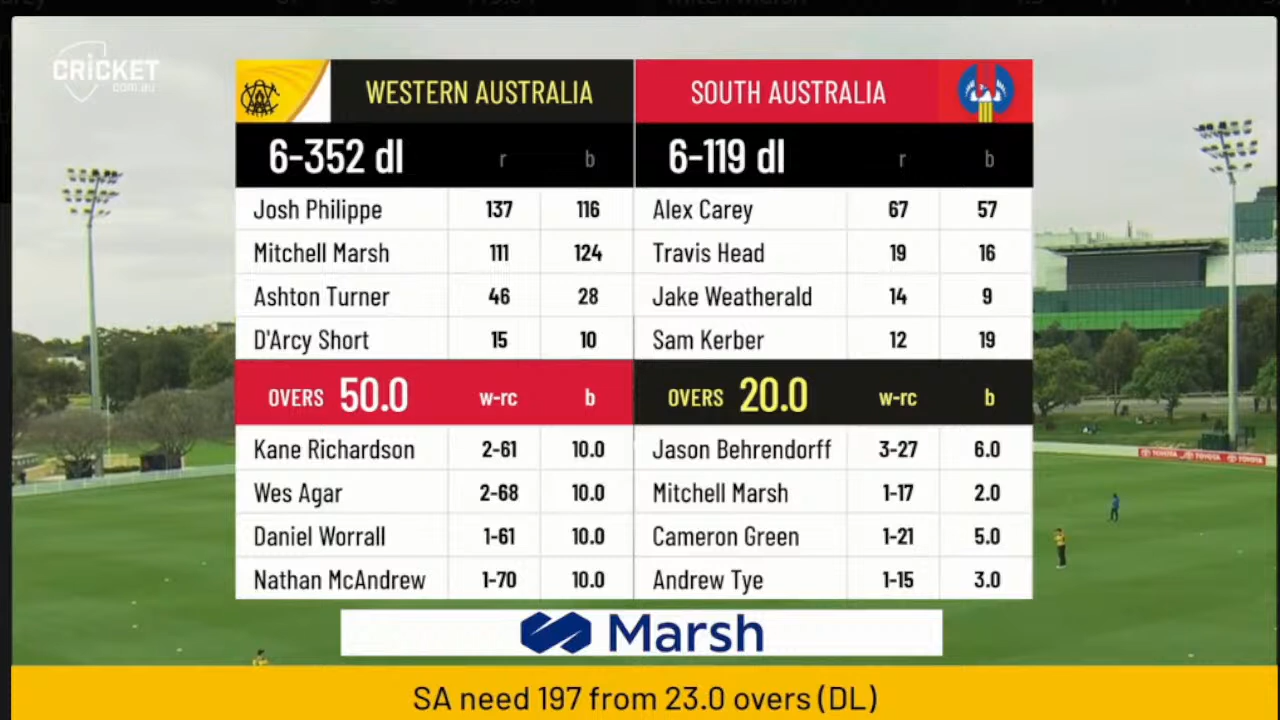 CRICKET
com.au
WESTERN AUSTRALIA
6-352 dl r b
Josh Philippe 137 116
Mitchell Marsh 111 124
Ashton Turner 46 28
D'Arcy Short 15 10
OVERS 50.0 w-rc b
Kane Richardson 2-61 10.0
Wes Agar 2-68 10.0
Daniel Worrall 1-61 10.0
Nathan McAndrew 1-70 10.0
SOUTH AUSTRALIA
6-119 dl r b
Alex Carey 67 57
Travis Head 19 16
Jake Weatherald 14 9
Sam Kerber 12 19
OVERS 20.0 w-rc b
Jason Behrendorff 3-27 6.0
Mitchell Marsh 1-17 2.0
Cameron Green 1-21 5.0
Andrew Tye 1-15 3.0
TOYOTA TOYOTA TOYOTA
Marsh
SA need 197 from 23.0 overs (DL)